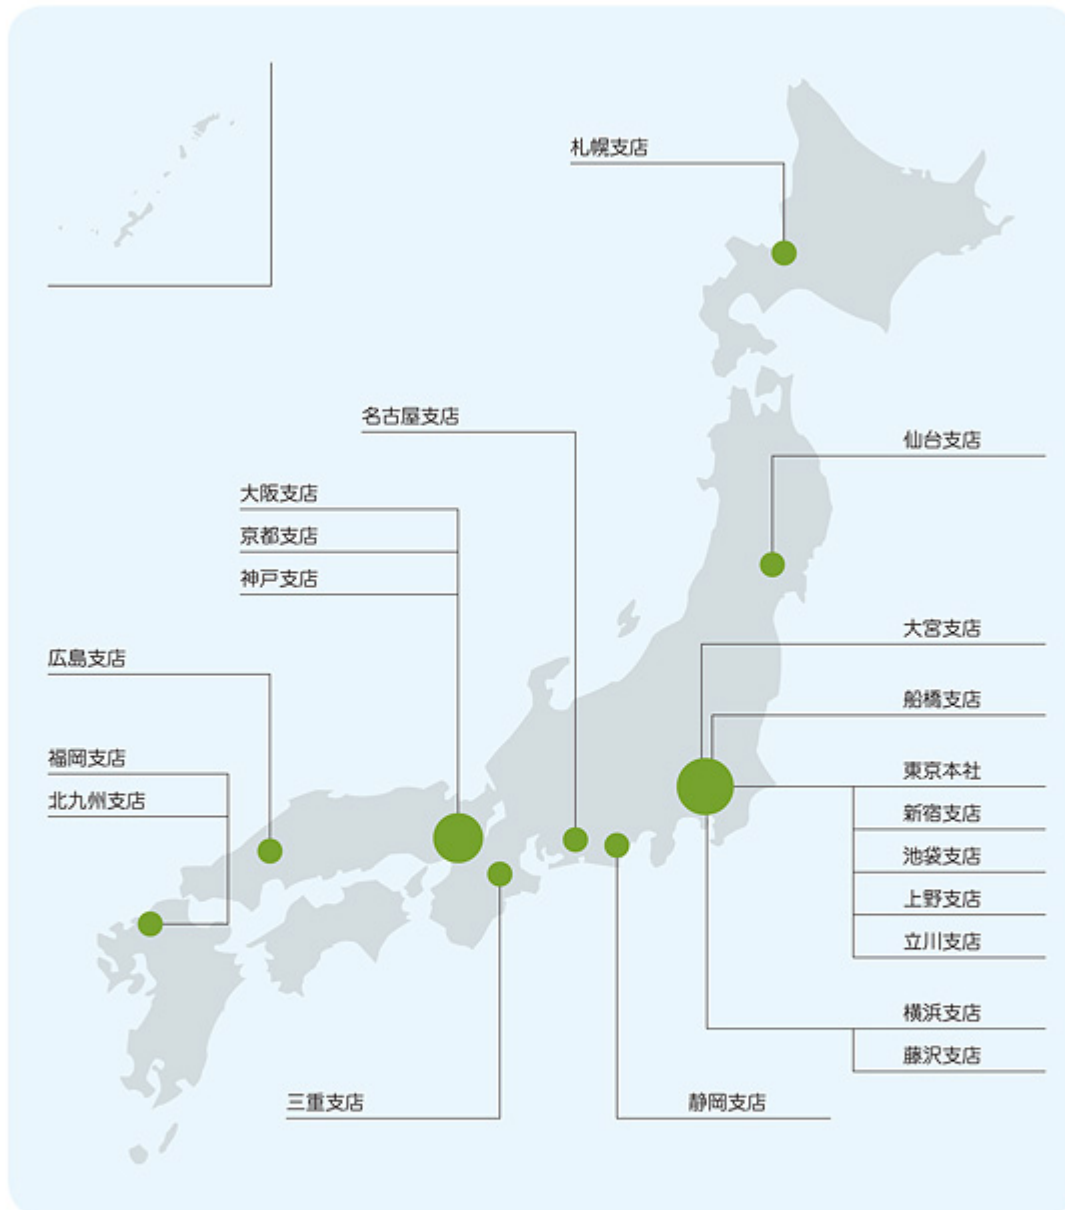 札幌支店
名古屋支店
仙台支店
大阪支店
京都支店
神戸支店
大宮支店
広島支店
船橋支店
福岡支店
北九州支店
東京本社
新宿支店
池袋支店
上野支店
立川支店
横浜支店
藤沢支店
三重支店
静岡支店